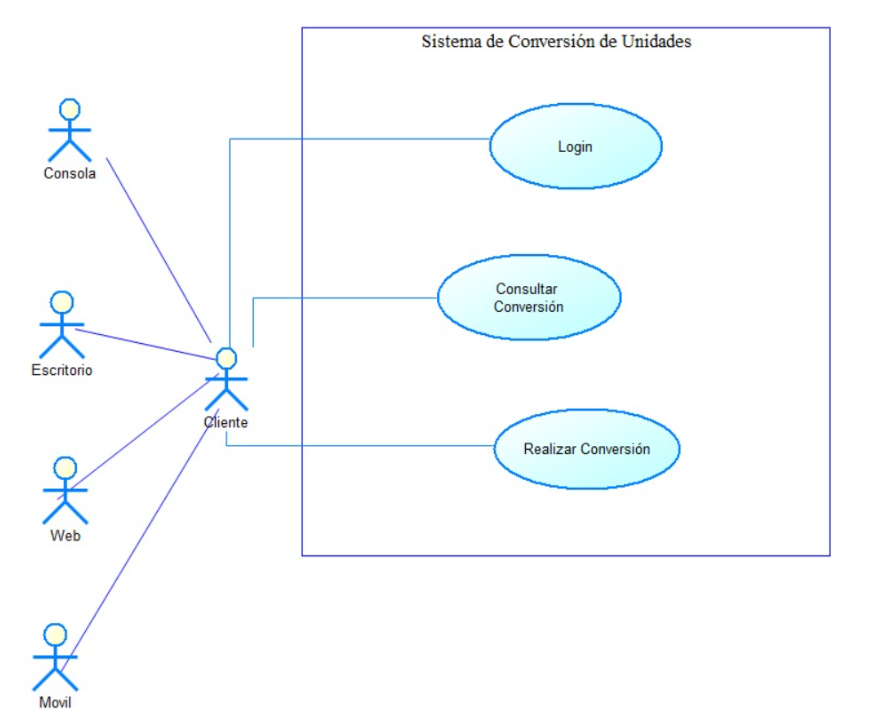 Sistema de Conversión de Unidades
Consola
Login
Escritorio
Consultar
Conversión
Cliente
Realizar Conversión
Web
Movil